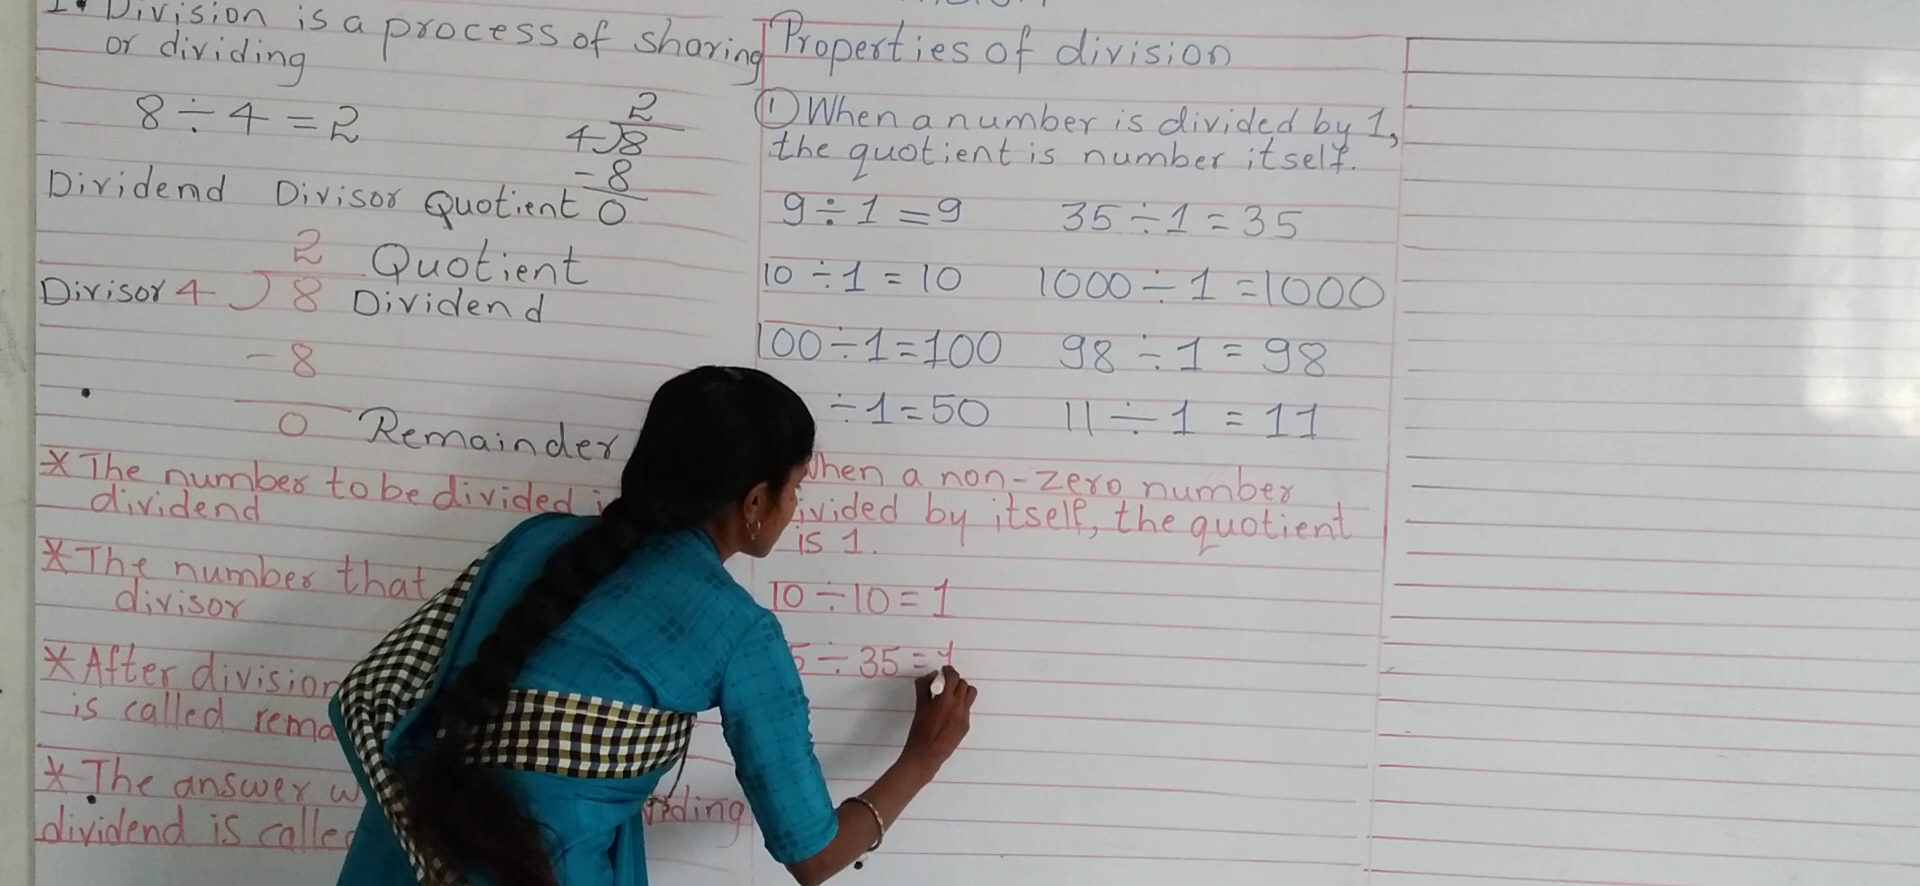 1. Division is a process of sharing
or dividing
8 ÷ 4 = 2
2
4)8
- 8
0
Dividend Divisor Quotient
2 Quotient
Divisor 4 ) 8 Dividend
- 8
0 Remainder
* The number to be divided
dividend
* The number that
divisor
* After division
is called
* The answer
dividend is
Properties of division
① When a number is divided by 1,
the quotient is number itself.
9 ÷ 1 = 9 35 ÷ 1 = 35
10 ÷ 1 = 10 1000 ÷ 1 = 1000
100 ÷ 1 = 100 98 ÷ 1 = 98
÷ 1 = 50 11 ÷ 1 = 11
When a non-zero number
ivided by itself, the quotient
is 1.
10 ÷ 10 = 1
5 ÷ 35 = 1